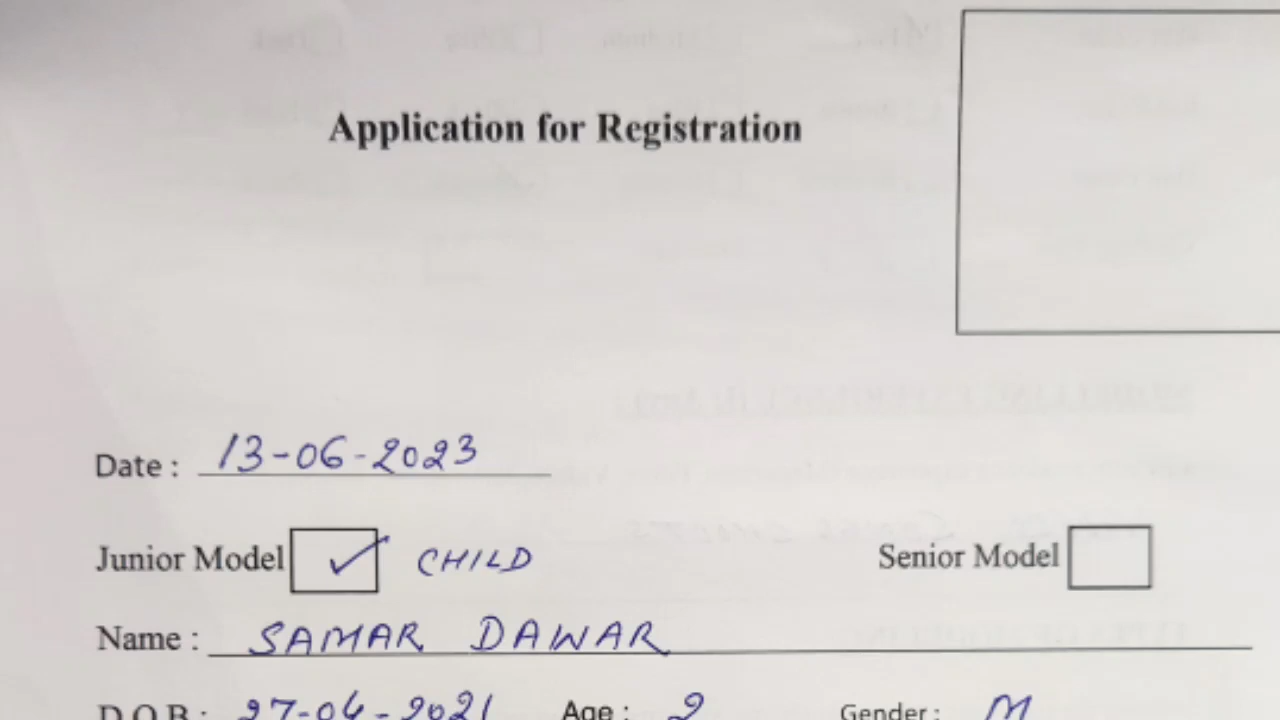 Application for Registration
Date : 13-06-2023
Junior Model ✓ CHILD Senior Model
Name : SAMAR DAWAR
D.O.B : 27-04-2021 Age : 2 Gender : M